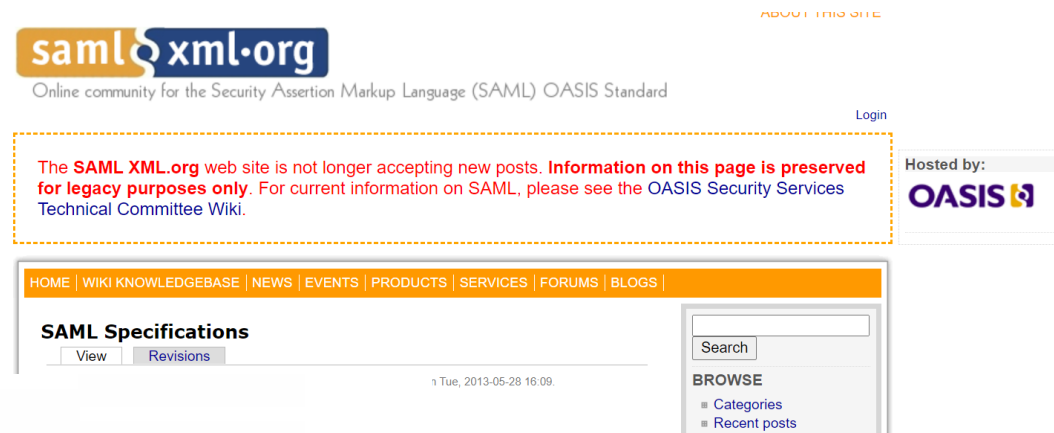 ABOUT THIS SITE
saml xml.org
Online community for the Security Assertion Markup Language (SAML) OASIS Standard
Login
The SAML XML.org web site is not longer accepting new posts. Information on this page is preserved
for legacy purposes only. For current information on SAML, please see the OASIS Security Services
Technical Committee Wiki.
Hosted by:
OASIS
HOME | WIKI KNOWLEDGEBASE | NEWS | EVENTS | PRODUCTS | SERVICES | FORUMS | BLOGS |
SAML Specifications
View Revisions
Tue, 2013-05-28 16:09.
Search
BROWSE
Categories
Recent posts